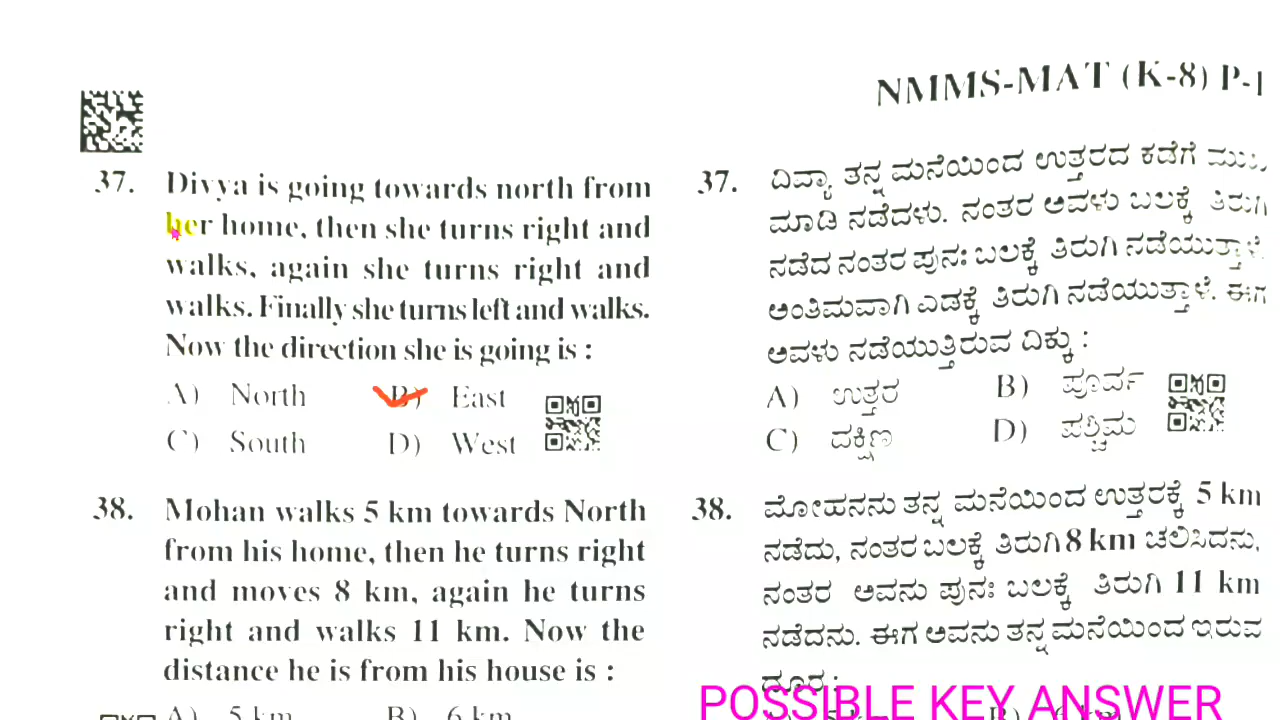 NMMS-MAT (K-8) P-1
37. Divya is going towards north from
her home, then she turns right and
walks, again she turns right and
walks. Finally she turns left and walks.
Now the direction she is going is :
A) North B) East
C) South D) West
38. Mohan walks 5 km towards North
from his home, then he turns right
and moves 8 km, again he turns
right and walks 11 km. Now the
distance he is from his house is :
A) 5 km B) 6 km
37. ದಿವ್ಯಾ ತನ್ನ ಮನೆಯಿಂದ ಉತ್ತರದ ಕಡೆಗೆ
ಮಾಡಿ ನಡೆದಳು. ನಂತರ ಅವಳು ಬಲಕ್ಕೆ ತಿರುಗಿ
ನಡೆದ ನಂತರ ಪುನಃ ಬಲಕ್ಕೆ ತಿರುಗಿ ನಡೆಯುತ್ತಾಳೆ.
ಅಂತಿಮವಾಗಿ ಎಡಕ್ಕೆ ತಿರುಗಿ ನಡೆಯುತ್ತಾಳೆ. ಈಗ
ಅವಳು ನಡೆಯುತ್ತಿರುವ ದಿಕ್ಕು :
A) ಉತ್ತರ B) ಪೂರ್ವ
C) ದಕ್ಷಿಣ D) ಪಶ್ಚಿಮ
38. ಮೋಹನನು ತನ್ನ ಮನೆಯಿಂದ ಉತ್ತರಕ್ಕೆ 5 km
ನಡೆದು, ನಂತರ ಬಲಕ್ಕೆ ತಿರುಗಿ 8 km ಚಲಿಸಿದನು,
ನಂತರ ಅವನು ಪುನಃ ಬಲಕ್ಕೆ ತಿರುಗಿ 11 km
ನಡೆದನು. ಈಗ ಅವನು ತನ್ನ ಮನೆಯಿಂದ ಇರುವ
ದೂರ :
POSSIBLE KEY ANSWER